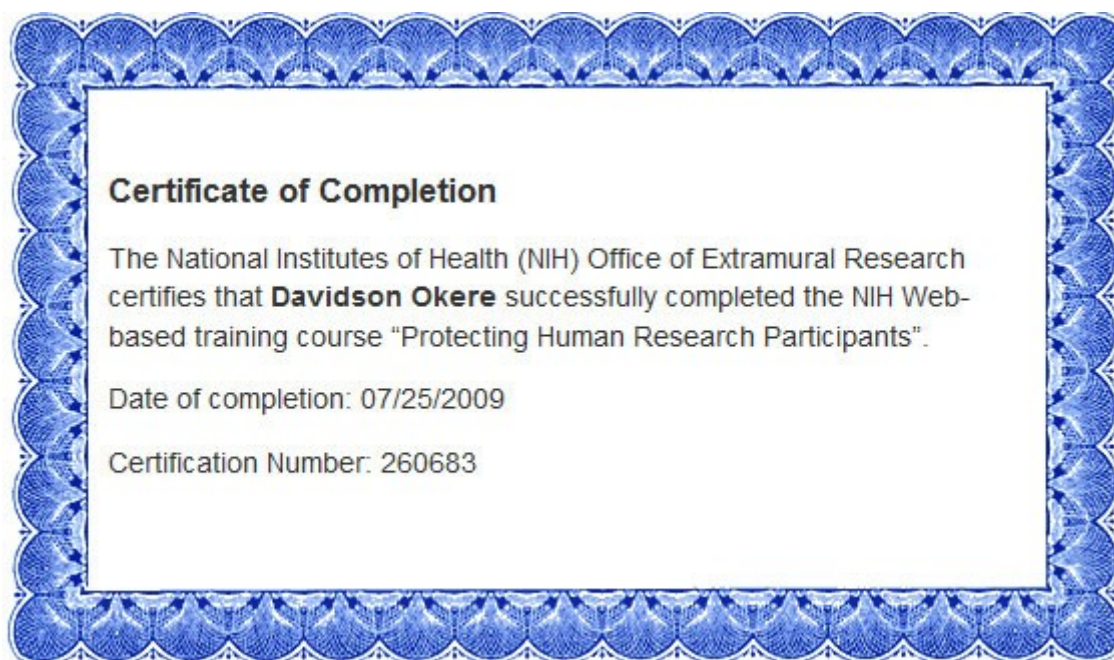 Certificate of Completion
The National Institutes of Health (NIH) Office of Extramural Research
certifies that Davidson Okere successfully completed the NIH Web-
based training course “Protecting Human Research Participants”.
Date of completion: 07/25/2009
Certification Number: 260683